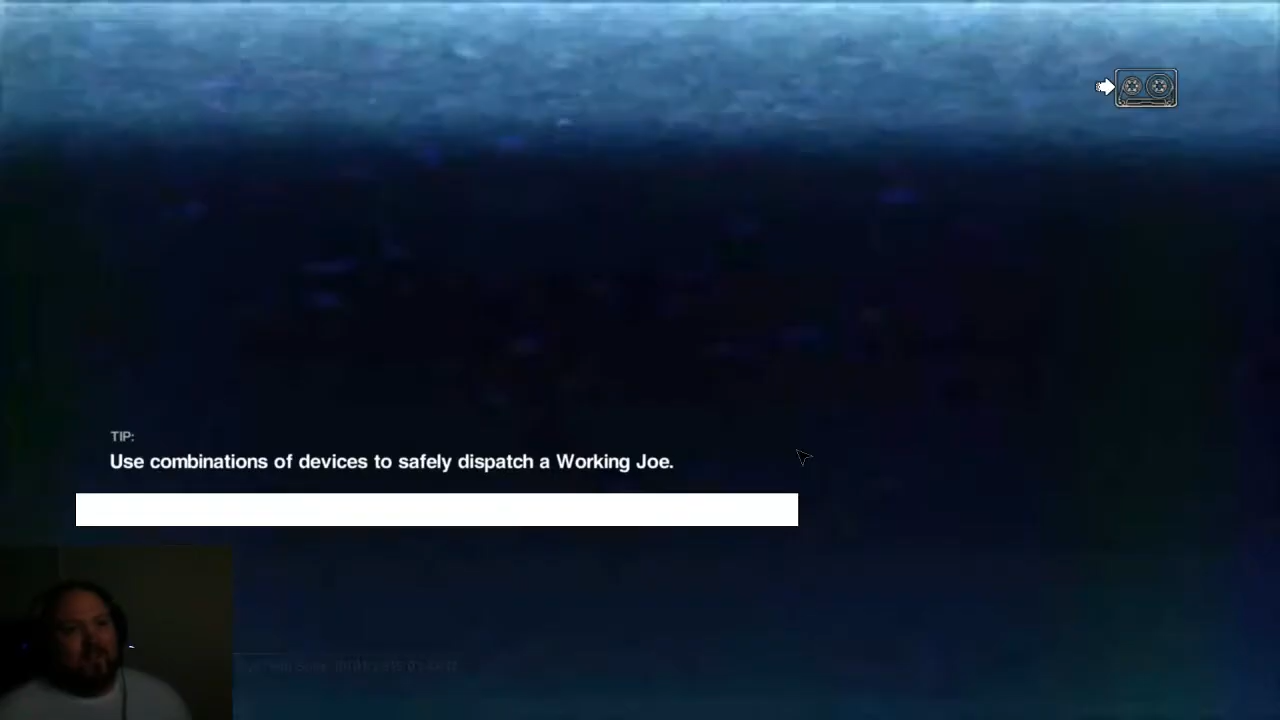 TIP:
Use combinations of devices to safely dispatch a Working Joe.